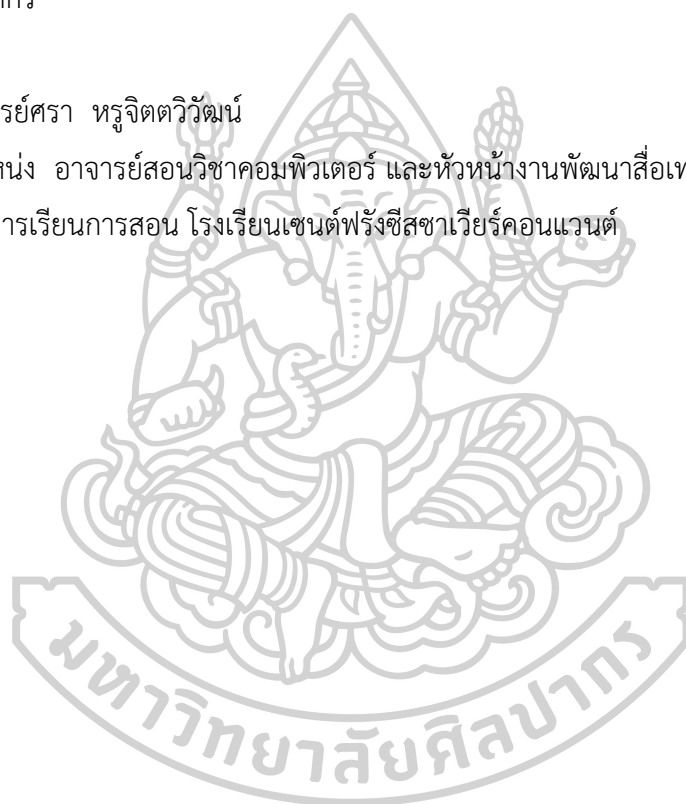 รย์ศรา หรูจิตตวิวัฒน์
หน่ง อาจารย์สอนวิชาคอมพิวเตอร์ และหัวหน้างานพัฒนาสื่อเท
การเรียนการสอน โรงเรียนเซนต์ฟรังซีสซาเวียร์คอนแวนต์
มหาวิทยาลัยศิลปากร